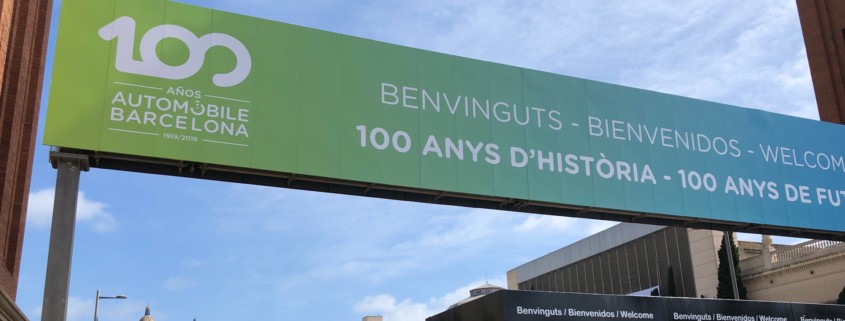 100
AÑOS
AUTOMOBILE
BARCELONA
1919/2019
BENVINGUTS - BIENVENIDOS - WELCOM
100 ANYS D'HISTÒRIA - 100 ANYS DE FUT
Benvinguts / Bienvenidos / Welcome
Benvinguts / Bienvenidos / Welcome